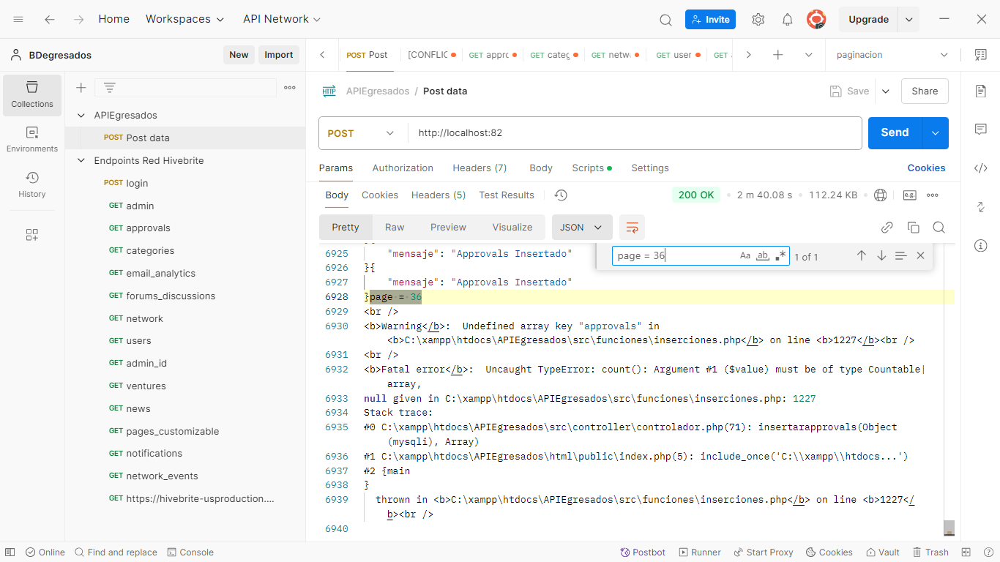 Home
Workspaces
API Network
Invite
Upgrade
BDegresados
New
Import
POST Post
[CONFLIC
GET appro
GET categ
GET netw
GET user
GET
paginacion
Collections
Environments
History
APIEgresados
POST Post data
Endpoints Red Hivebrite
POST login
GET admin
GET approvals
GET categories
GET email_analytics
GET forums_discussions
GET network
GET users
GET admin_id
GET ventures
GET news
GET pages_customizable
GET notifications
GET network_events
GET https://hivebrite-usproduction....
HTTP APIEgresados / Post data
Save
Share
POST
http://localhost:82
Send
Params
Authorization
Headers (7)
Body
Scripts
Settings
Cookies
Body
Cookies
Headers (5)
Test Results
200 OK
2 m 40.08 s
112.24 KB
e.g.
Pretty
Raw
Preview
Visualize
JSON
page = 36
Aa
ab
.*
1 of 1
6925 "mensaje": "Approvals Insertado"
6926 }{
6927 "mensaje": "Approvals Insertado"
6928 }page = 36
6929 <br />
6930 <b>Warning</b>:  Undefined array key "approvals" in
<b>C:\xampp\htdocs\APIEgresados\src\funciones\inserciones.php</b> on line <b>1227</b><br />
6931 <br />
6932 <b>Fatal error</b>:  Uncaught TypeError: count(): Argument #1 ($value) must be of type Countable|
array,
6933 null given in C:\xampp\htdocs\APIEgresados\src\funciones\inserciones.php: 1227
6934 Stack trace:
6935 #0 C:\xampp\htdocs\APIEgresados\src\controller\controlador.php(71): insertarapprovals(Object
(mysqli), Array)
6936 #1 C:\xampp\htdocs\APIEgresados\html\public\index.php(5): include_once('C:\\xampp\\htdocs...')
6937 #2 {main
6938 }
6939 thrown in <b>C:\xampp\htdocs\APIEgresados\src\funciones\inserciones.php</b> on line <b>1227</
b><br />
6940
Online
Find and replace
Console
Postbot
Runner
Start Proxy
Cookies
Vault
Trash